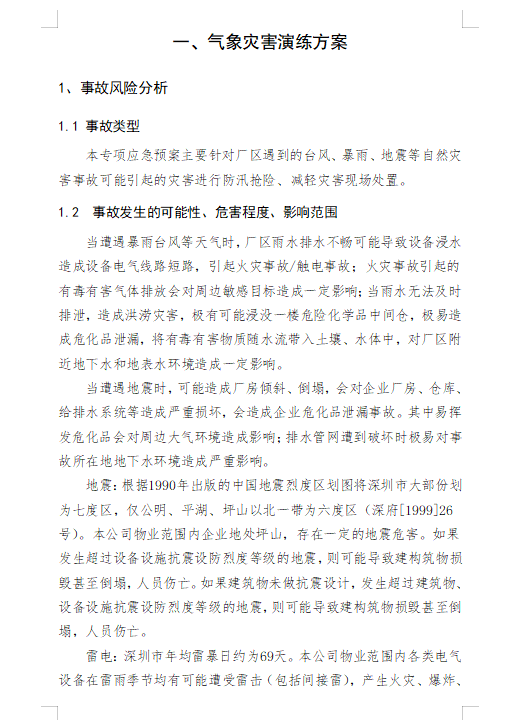 一、气象灾害演练方案
1、事故风险分析
1.1 事故类型
本专项应急预案主要针对厂区遇到的台风、暴雨、地震等自然灾
害事故可能引起的灾害进行防汛抢险、减轻灾害现场处置。
1.2 事故发生的可能性、危害程度、影响范围
当遭遇暴雨台风等天气时,厂区雨水排水不畅可能导致设备浸水
造成设备电气线路短路，引起火灾事故/触电事故；火灾事故引起的
有毒有害气体排放会对周边敏感目标造成一定影响;当雨水无法及时
排泄，造成洪涝灾害，极有可能浸没一楼危险化学品中间仓，极易造
成危化品泄漏，将有毒有害物质随水流带入土壤、水体中，对厂区附
近地下水和地表水环境造成一定影响。
当遭遇地震时,可能造成厂房倾斜、倒塌，会对企业厂房、仓库、
给排水系统等造成严重损坏，会造成企业危化品泄漏事故。其中易挥
发危化品会对周边大气环境造成影响;排水管网遭到破坏时极易对事
故所在地地下水环境造成严重影响。
地震:根据1990年出版的中国地震烈度区划图将深圳市大部份划
为七度区，仅公明、平湖、坪山以北一带为六度区（深府[1999]26
号）。本公司物业范围内企业地处坪山，存在一定的地震危害。如果
发生超过设备设施抗震设防烈度等级的地震,则可能导致建构筑物损
毁甚至倒塌,人员伤亡。如果建筑物未做抗震设计，发生超过建筑物、
设备设施抗震设防烈度等级的地震,则可能导致建构筑物损毁甚至倒
塌，人员伤亡。
雷电:深圳市年均雷暴日约为69天。本公司物业范围内各类电气
设备在雷雨季节均有可能遭受雷击（包括间接雷），产生火灾、爆炸、